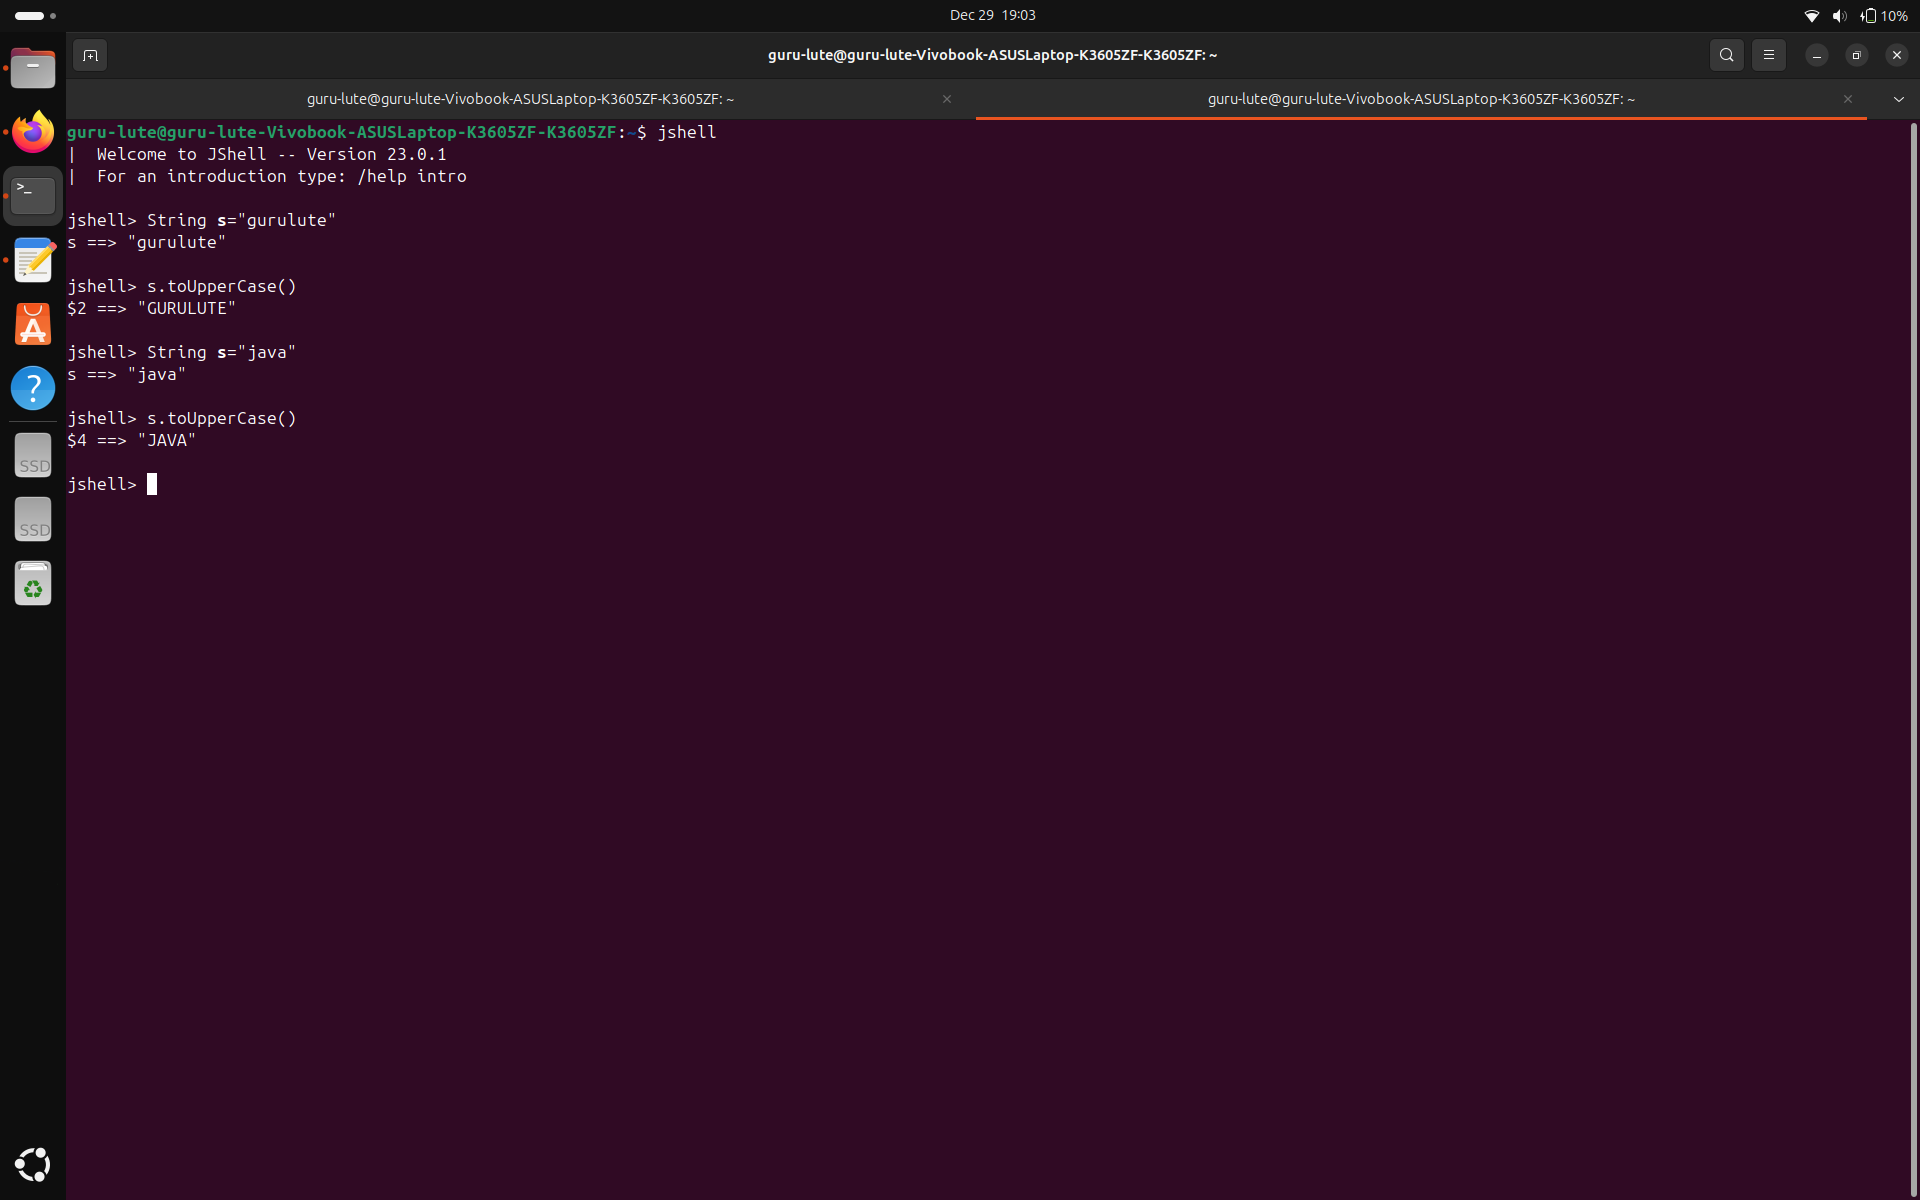 Dec 29 19:03
10%
guru-lute@guru-lute-Vivobook-ASUSLaptop-K3605ZF-K3605ZF: ~
guru-lute@guru-lute-Vivobook-ASUSLaptop-K3605ZF-K3605ZF: ~
guru-lute@guru-lute-Vivobook-ASUSLaptop-K3605ZF-K3605ZF: ~
guru-lute@guru-lute-Vivobook-ASUSLaptop-K3605ZF-K3605ZF:~$ jshell
|  Welcome to JShell -- Version 23.0.1
|  For an introduction type: /help intro
jshell> String s="gurulute"
s ==> "gurulute"
jshell> s.toUpperCase()
$2 ==> "GURULUTE"
jshell> String s="java"
s ==> "java"
jshell> s.toUpperCase()
$4 ==> "JAVA"
jshell>
SSD
SSD